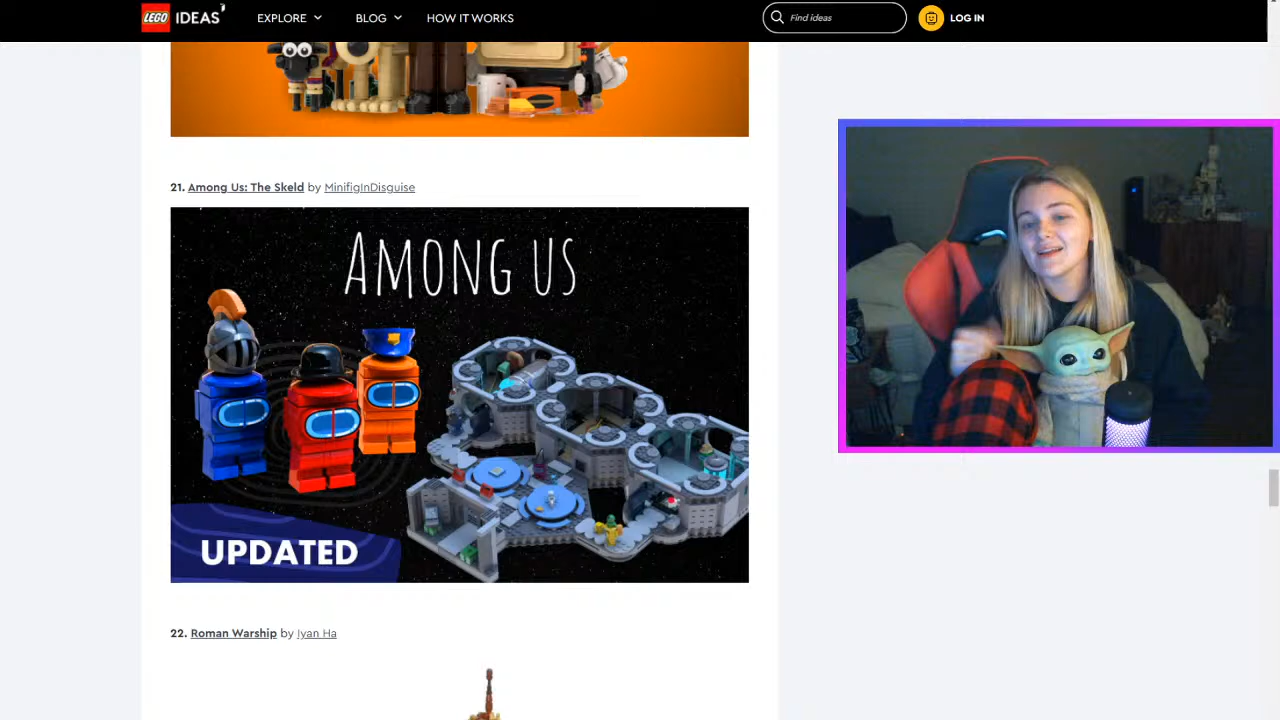 LEGO IDEAS EXPLORE BLOG HOW IT WORKS Find ideas LOG IN
21. Among Us: The Skeld by MinifigInDisguise
AMONG US
UPDATED
22. Roman Warship by Iyan Ha